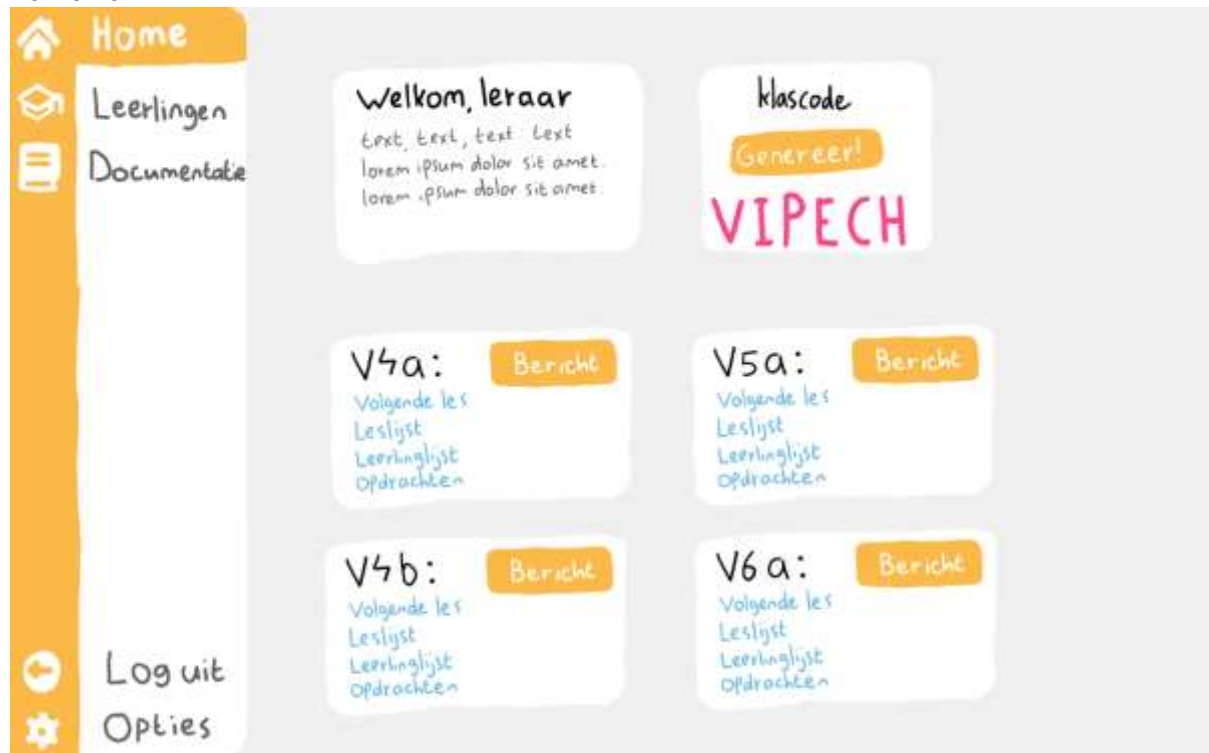 Home
Leerlingen
Documentatie
Log uit
Opties
Welkom, leraar
text, text, text text
lorem ipsum dolor sit amet.
lorem ipsum dolor sit amet.
klascode
Genereer!
VIPECH
V4a:
Bericht
Volgende les
Leslijst
Leerlinglijst
Opdrachten
V5a:
Bericht
Volgende les
Leslijst
Leerlinglijst
Opdrachten
V4b:
Bericht
Volgende les
Leslijst
Leerlinglijst
Opdrachten
V6a:
Bericht
Volgende les
Leslijst
Leerlinglijst
Opdrachten